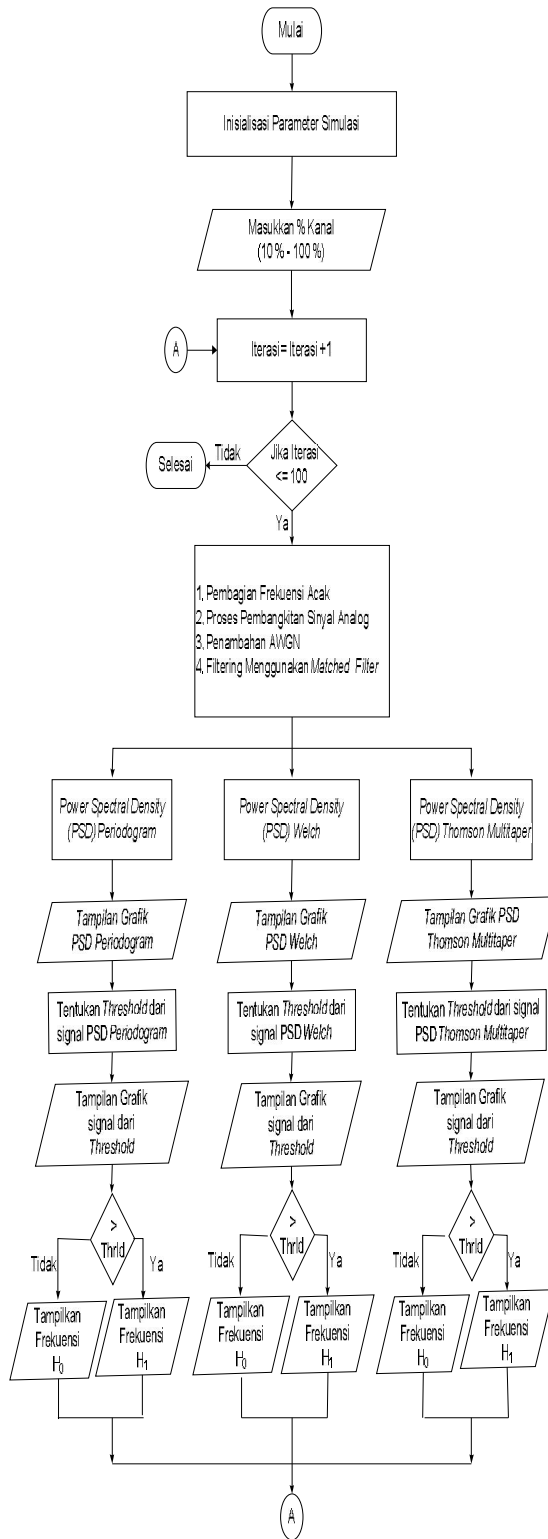 Mulai
Inisialisasi Parameter Simulasi
Masukkan % Kanal
(10 % - 100 %)
A
Iterasi = Iterasi +1
Selesai
Tidak
Jika Iterasi
<= 100
Ya
1. Pembagian Frekuensi Acak
2. Proses Pembangkitan Sinyal Analog
3. Penambahan AWGN
4. Filtering Menggunakan Matched Filter
Power Spectral Density
(PSD) Periodogram
Power Spectral Density
(PSD) Welch
Power Spectral Density
(PSD) Thomson Multitaper
Tampilan Grafik
PSD Periodogram
Tampilan Grafik
PSD Welch
Tampilan Grafik PSD
Thomson Multitaper
Tentukan Threshold dari
signal PSD Periodogram
Tentukan Threshold dari
signal PSD Welch
Tentukan Threshold dari signal
PSD Thomson Multitaper
Tampilan Grafik
signal dari
Threshold
Tampilan Grafik
signal dari
Threshold
Tampilan Grafik
signal dari
Threshold
>
Thrld
Tidak
Ya
>
Thrld
Tidak
Ya
>
Thrld
Tidak
Ya
Tampilkan
Frekuensi
H₀
Tampilkan
Frekuensi
H₁
Tampilkan
Frekuensi
H₀
Tampilkan
Frekuensi
H₁
Tampilkan
Frekuensi
H₀
Tampilkan
Frekuensi
H₁
A